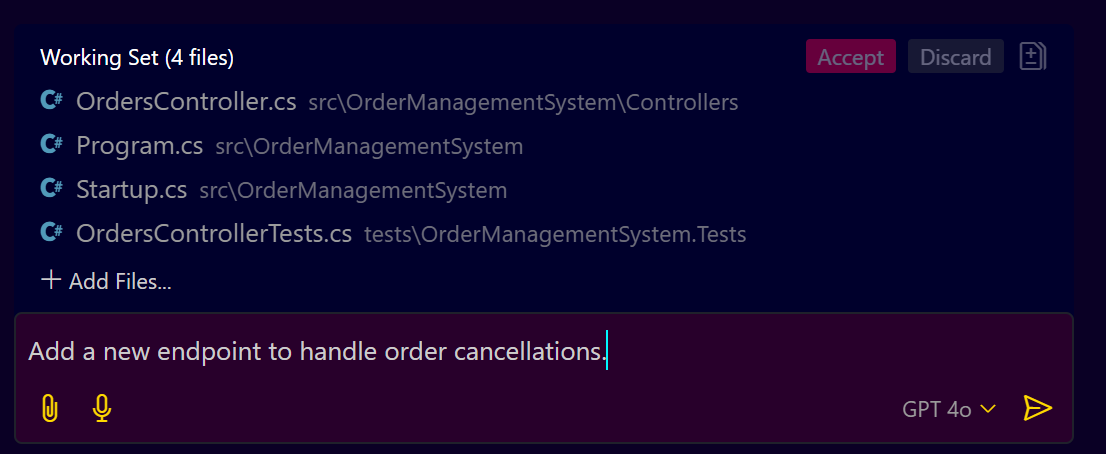 Working Set (4 files) Accept Discard
C# OrdersController.cs src\OrderManagementSystem\Controllers
C# Program.cs src\OrderManagementSystem
C# Startup.cs src\OrderManagementSystem
C# OrdersControllerTests.cs tests\OrderManagementSystem.Tests
+ Add Files...
Add a new endpoint to handle order cancellations.
GPT 4o